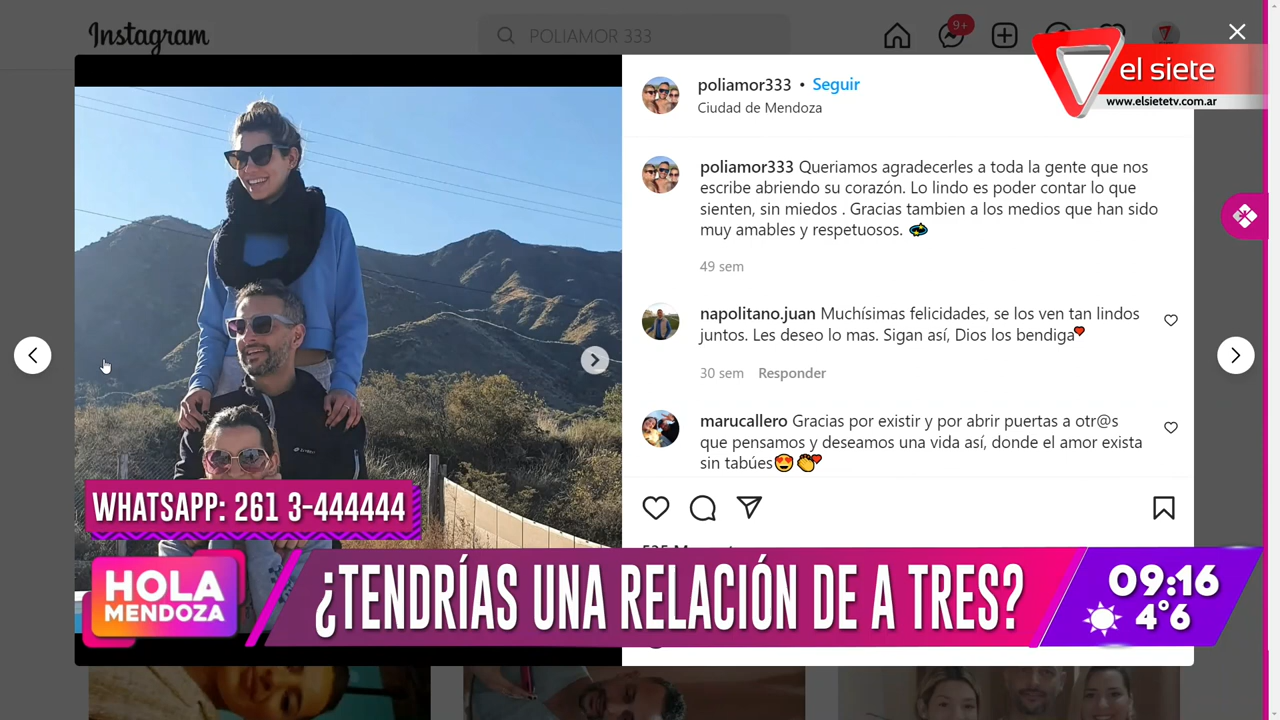 Instagram
POLIAMOR 333
9+
el siete
www.elsietetv.com.ar
poliamor333 • Seguir
Ciudad de Mendoza
poliamor333 Queriamos agradecerles a toda la gente que nos
escribe abriendo su corazón. Lo lindo es poder contar lo que
sienten, sin miedos . Gracias tambien a los medios que han sido
muy amables y respetuosos.
49 sem
napolitano.juan Muchísimas felicidades, se los ven tan lindos
juntos. Les deseo lo mas. Sigan así, Dios los bendiga
30 sem Responder
marucallero Gracias por existir y por abrir puertas a otr@s
que pensamos y deseamos una vida así, donde el amor exista
sin tabúes
WHATSAPP: 261 3-444444
HOLA
MENDOZA
¿TENDRÍAS UNA RELACIÓN DE A TRES?
09:16
4°6